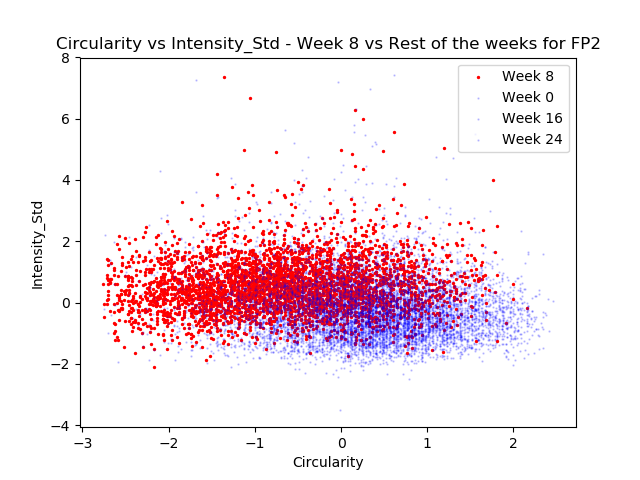 Circularity vs Intensity_Std - Week 8 vs Rest of the weeks for FP2
8
6
4
2
0
−2
−4
Intensity_Std
Week 8
Week 0
Week 16
Week 24
−3 −2 −1 0 1 2
Circularity